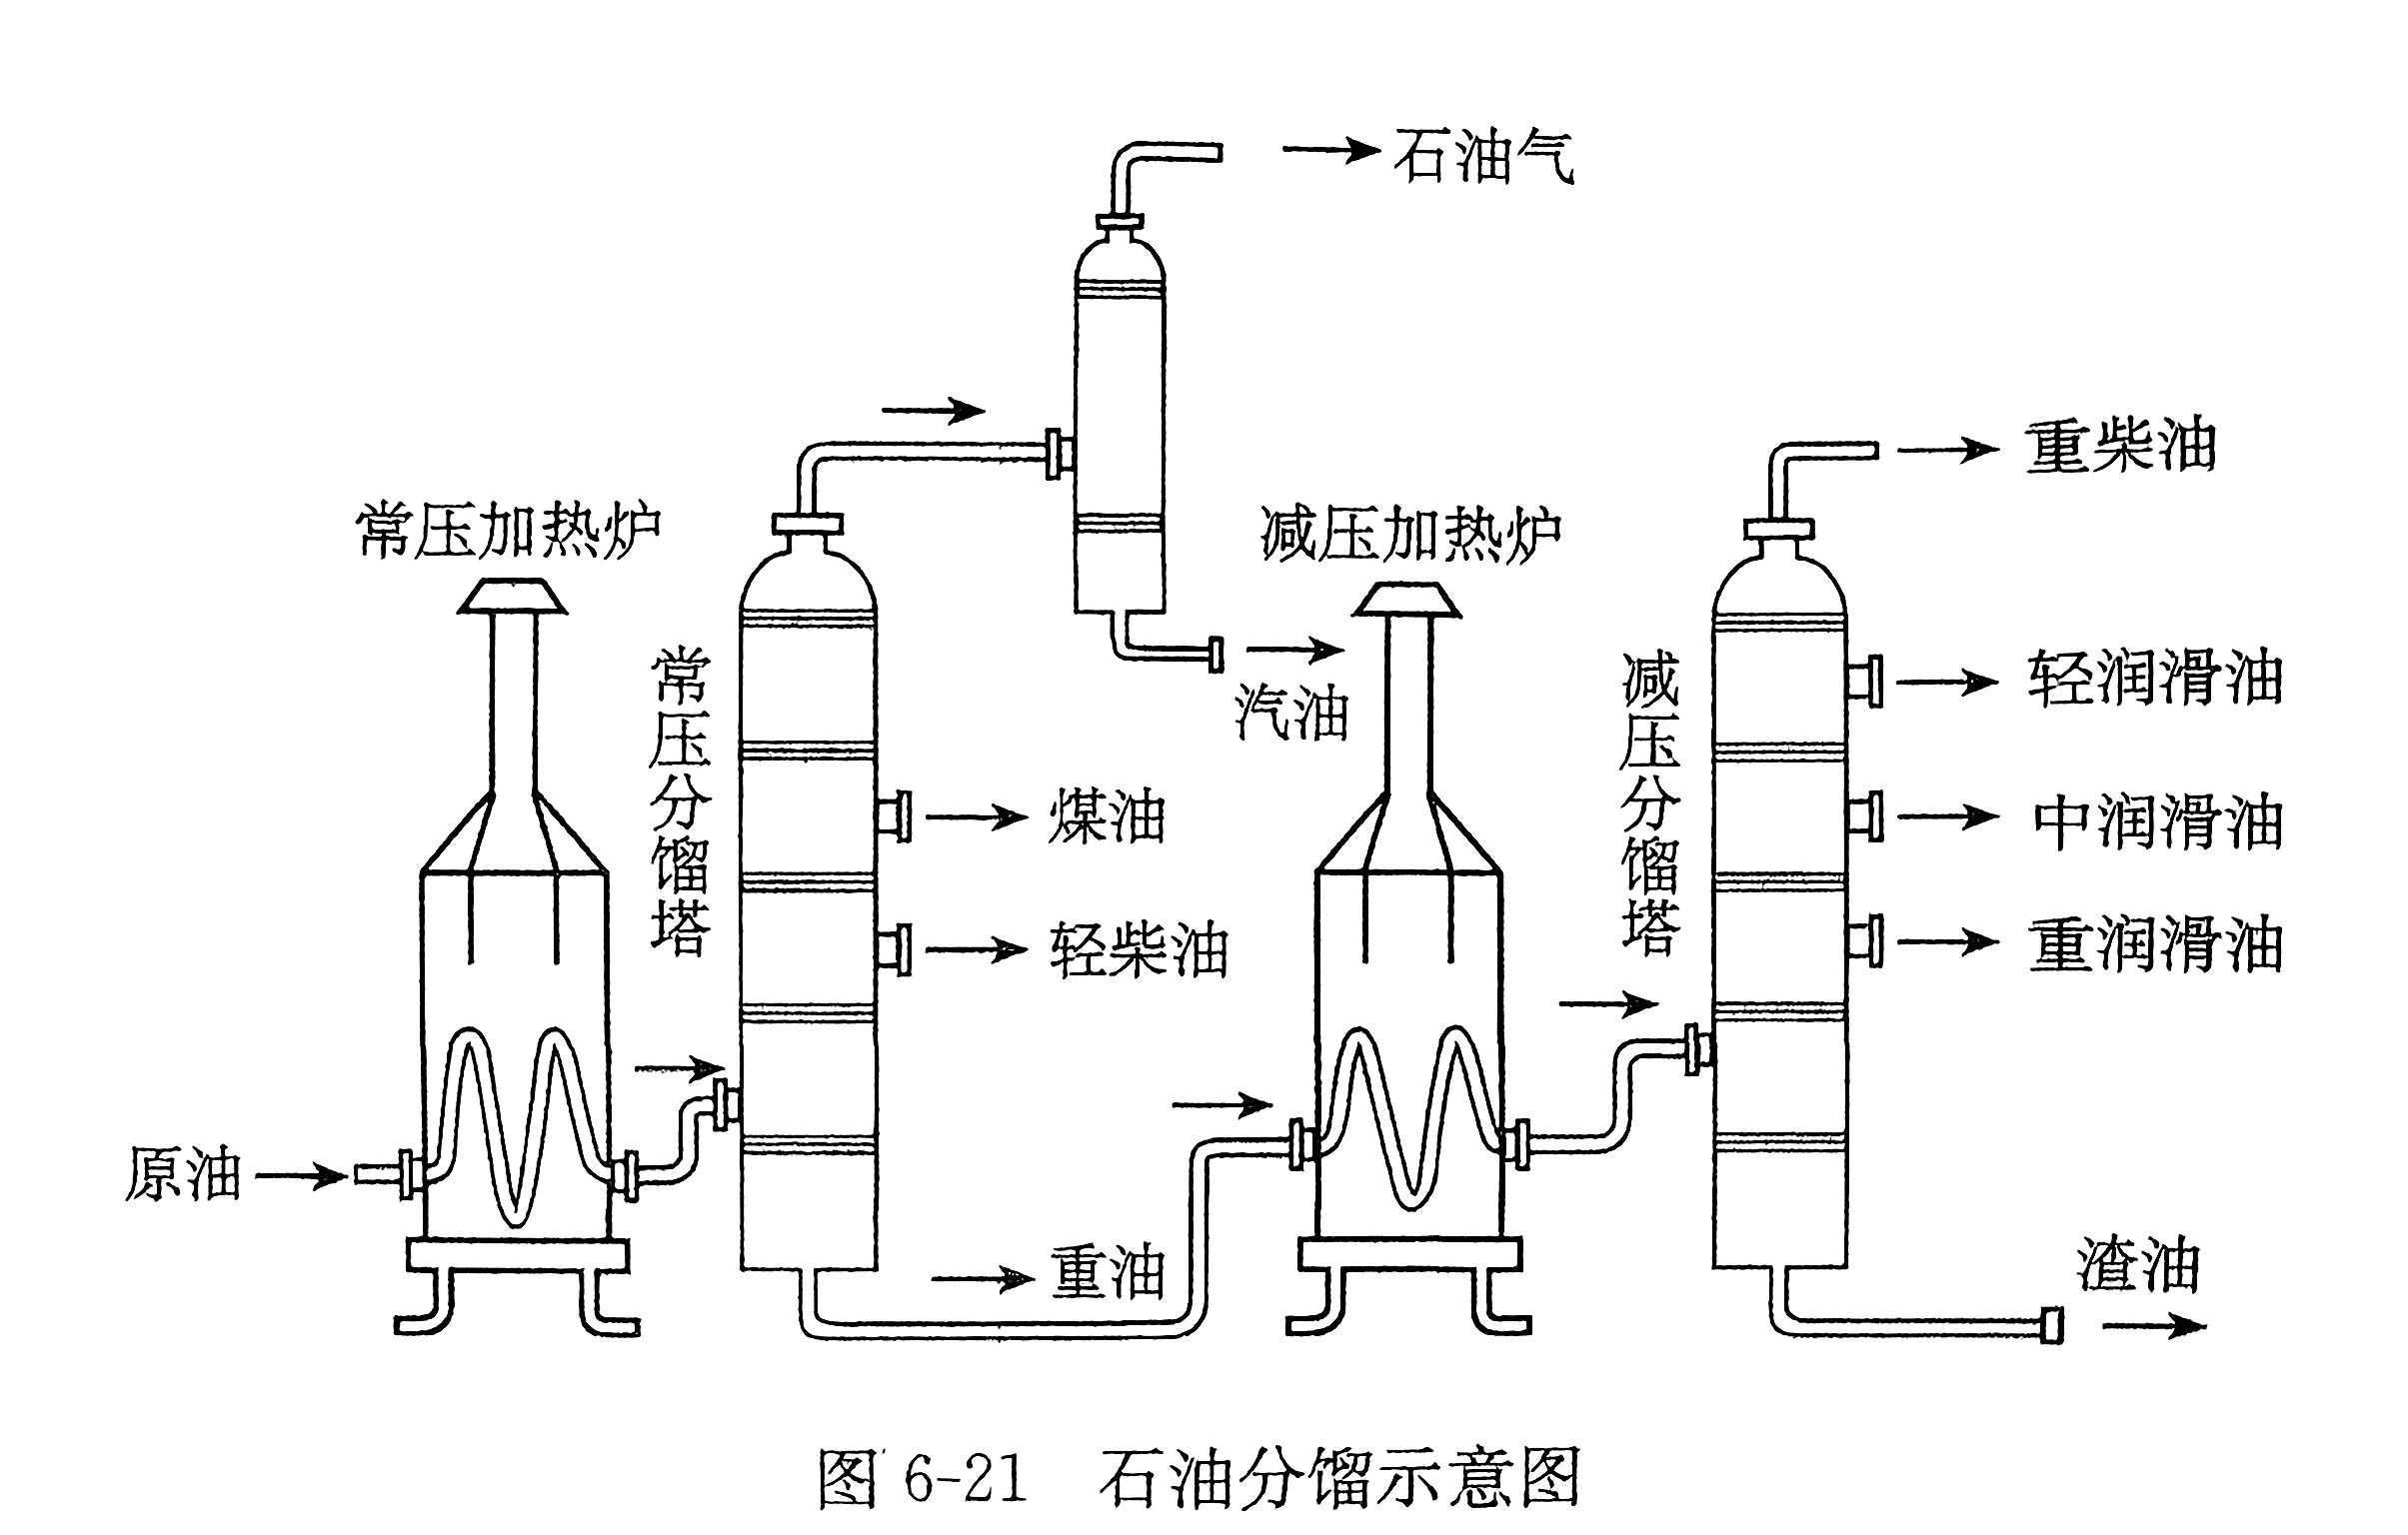 石油气
重柴油
常压加热炉
减压加热炉
常压分馏塔
减压分馏塔
轻润滑油
汽油
煤油
中润滑油
轻柴油
重润滑油
原油
重油
渣油
图 6-21 石油分馏示意图